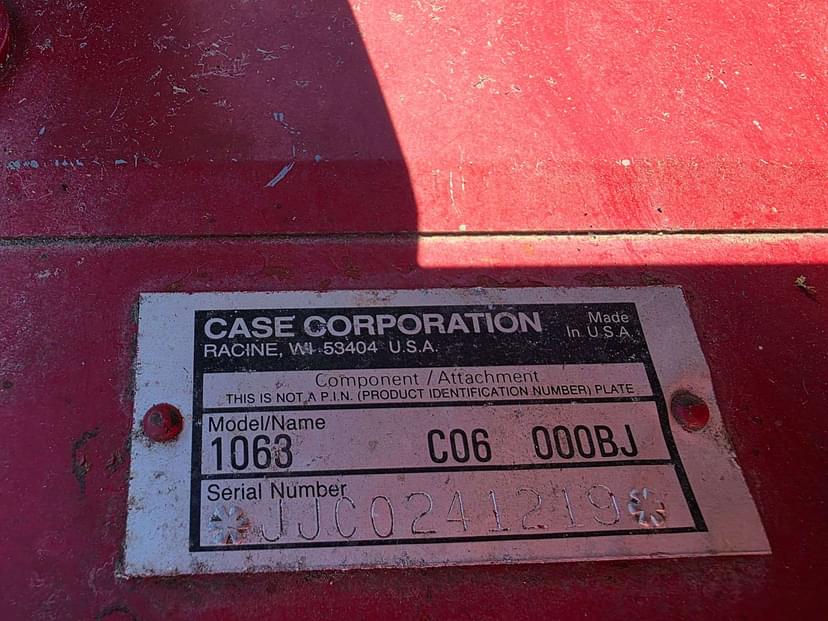 CASE CORPORATION
Made
In U.S.A.
RACINE, WI 53404 U.S.A.
Component / Attachment
THIS IS NOT A P.I.N. (PRODUCT IDENTIFICATION NUMBER) PLATE
Model/Name
1063 C06 000BJ
Serial Number
JJC0241219